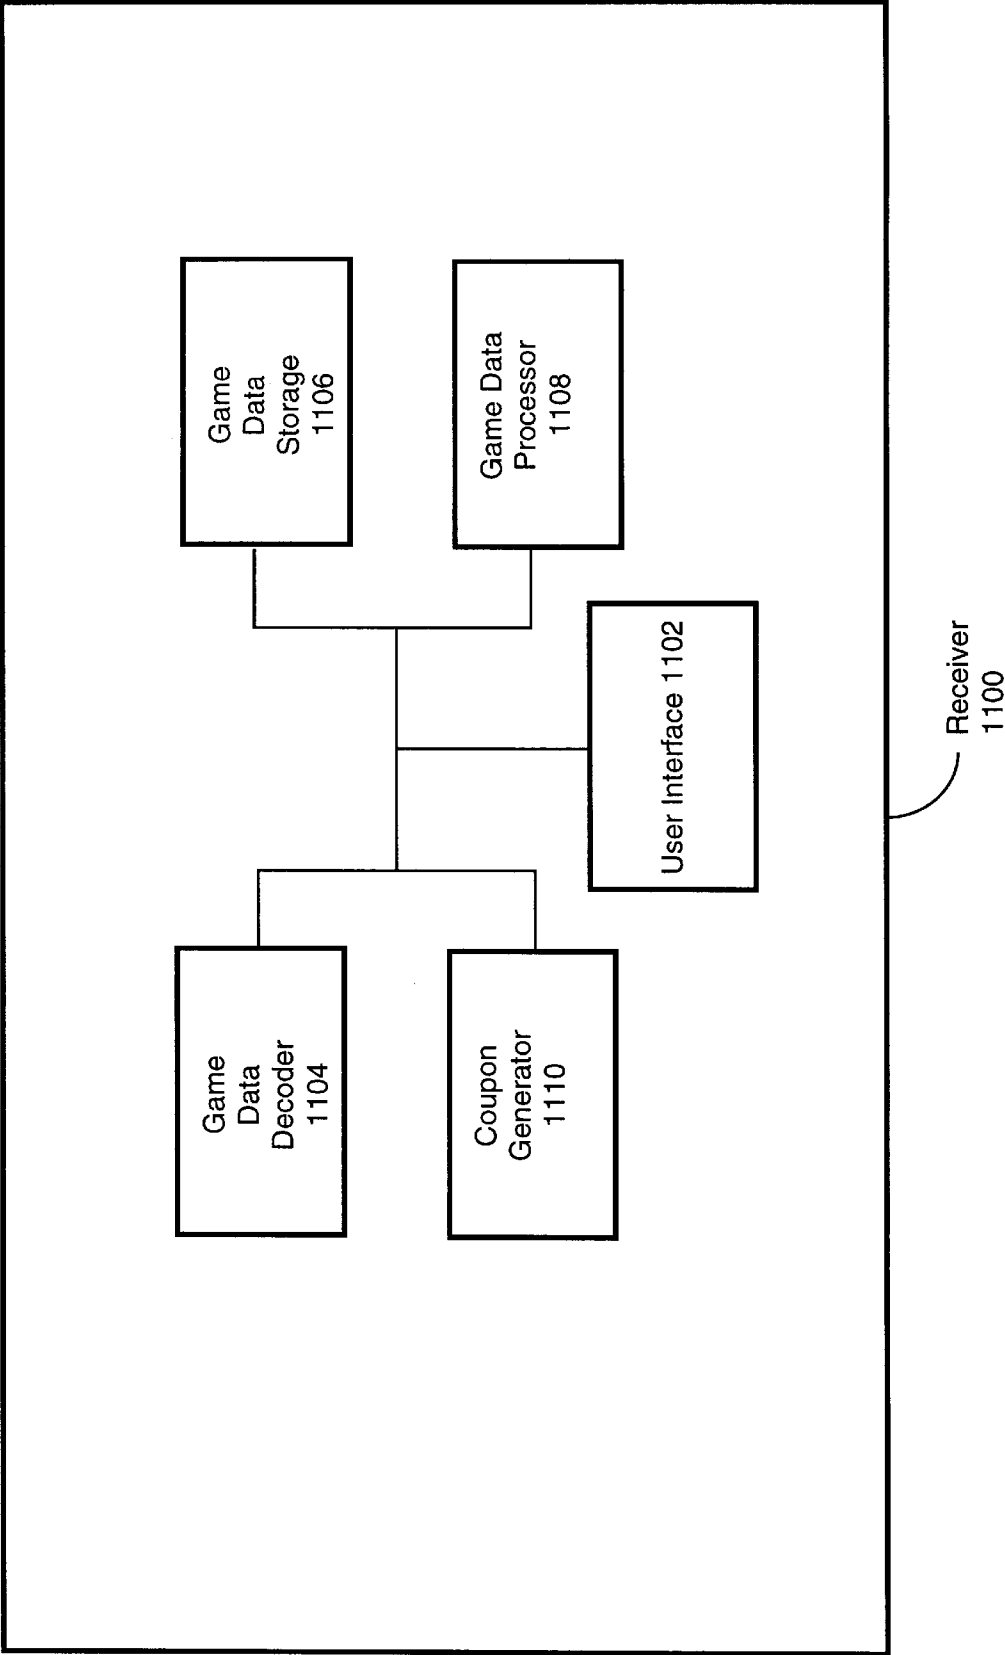 Game
Data
Decoder
1104
Game
Data
Storage
1106
Coupon
Generator
1110
Game Data
Processor
1108
User Interface 1102
Receiver
1100